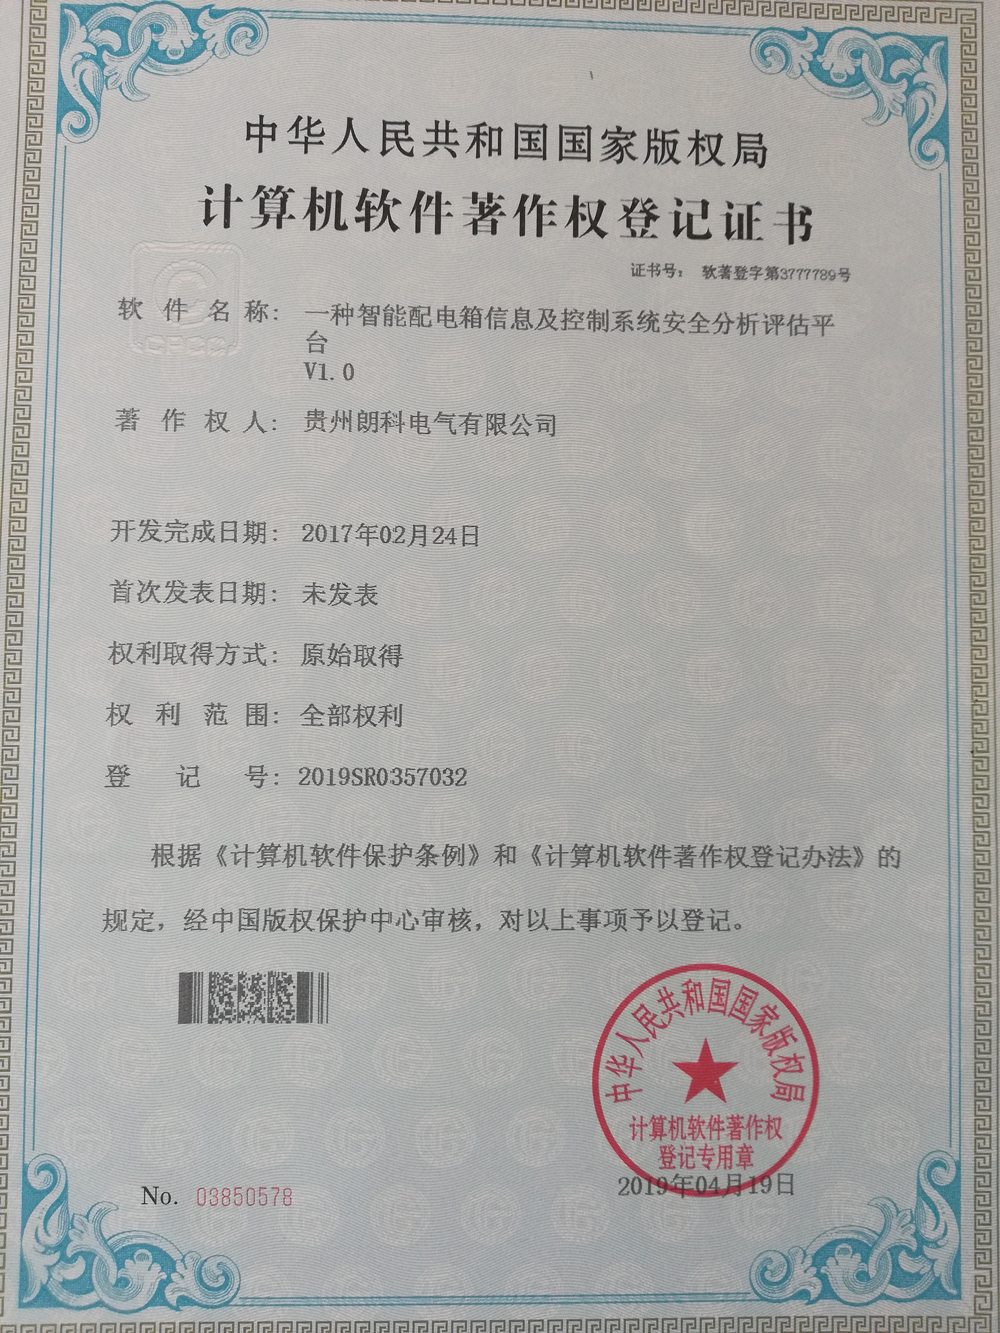 中华人民共和国国家版权局
计算机软件著作权登记证书
证书号： 软著登字第3777789号
软件名称： 一种智能配电箱信息及控制系统安全分析评估平
台
V1.0
著作权人： 贵州朗科电气有限公司
开发完成日期： 2017年02月24日
首次发表日期： 未发表
权利取得方式： 原始取得
权利范围： 全部权利
登记号： 2019SR0357032
根据《计算机软件保护条例》和《计算机软件著作权登记办法》的
规定，经中国版权保护中心审核，对以上事项予以登记。
中华人民共和国国家版权局
计算机软件著作权
登记专用章
2019年04月19日
No. 03850578
CPCC